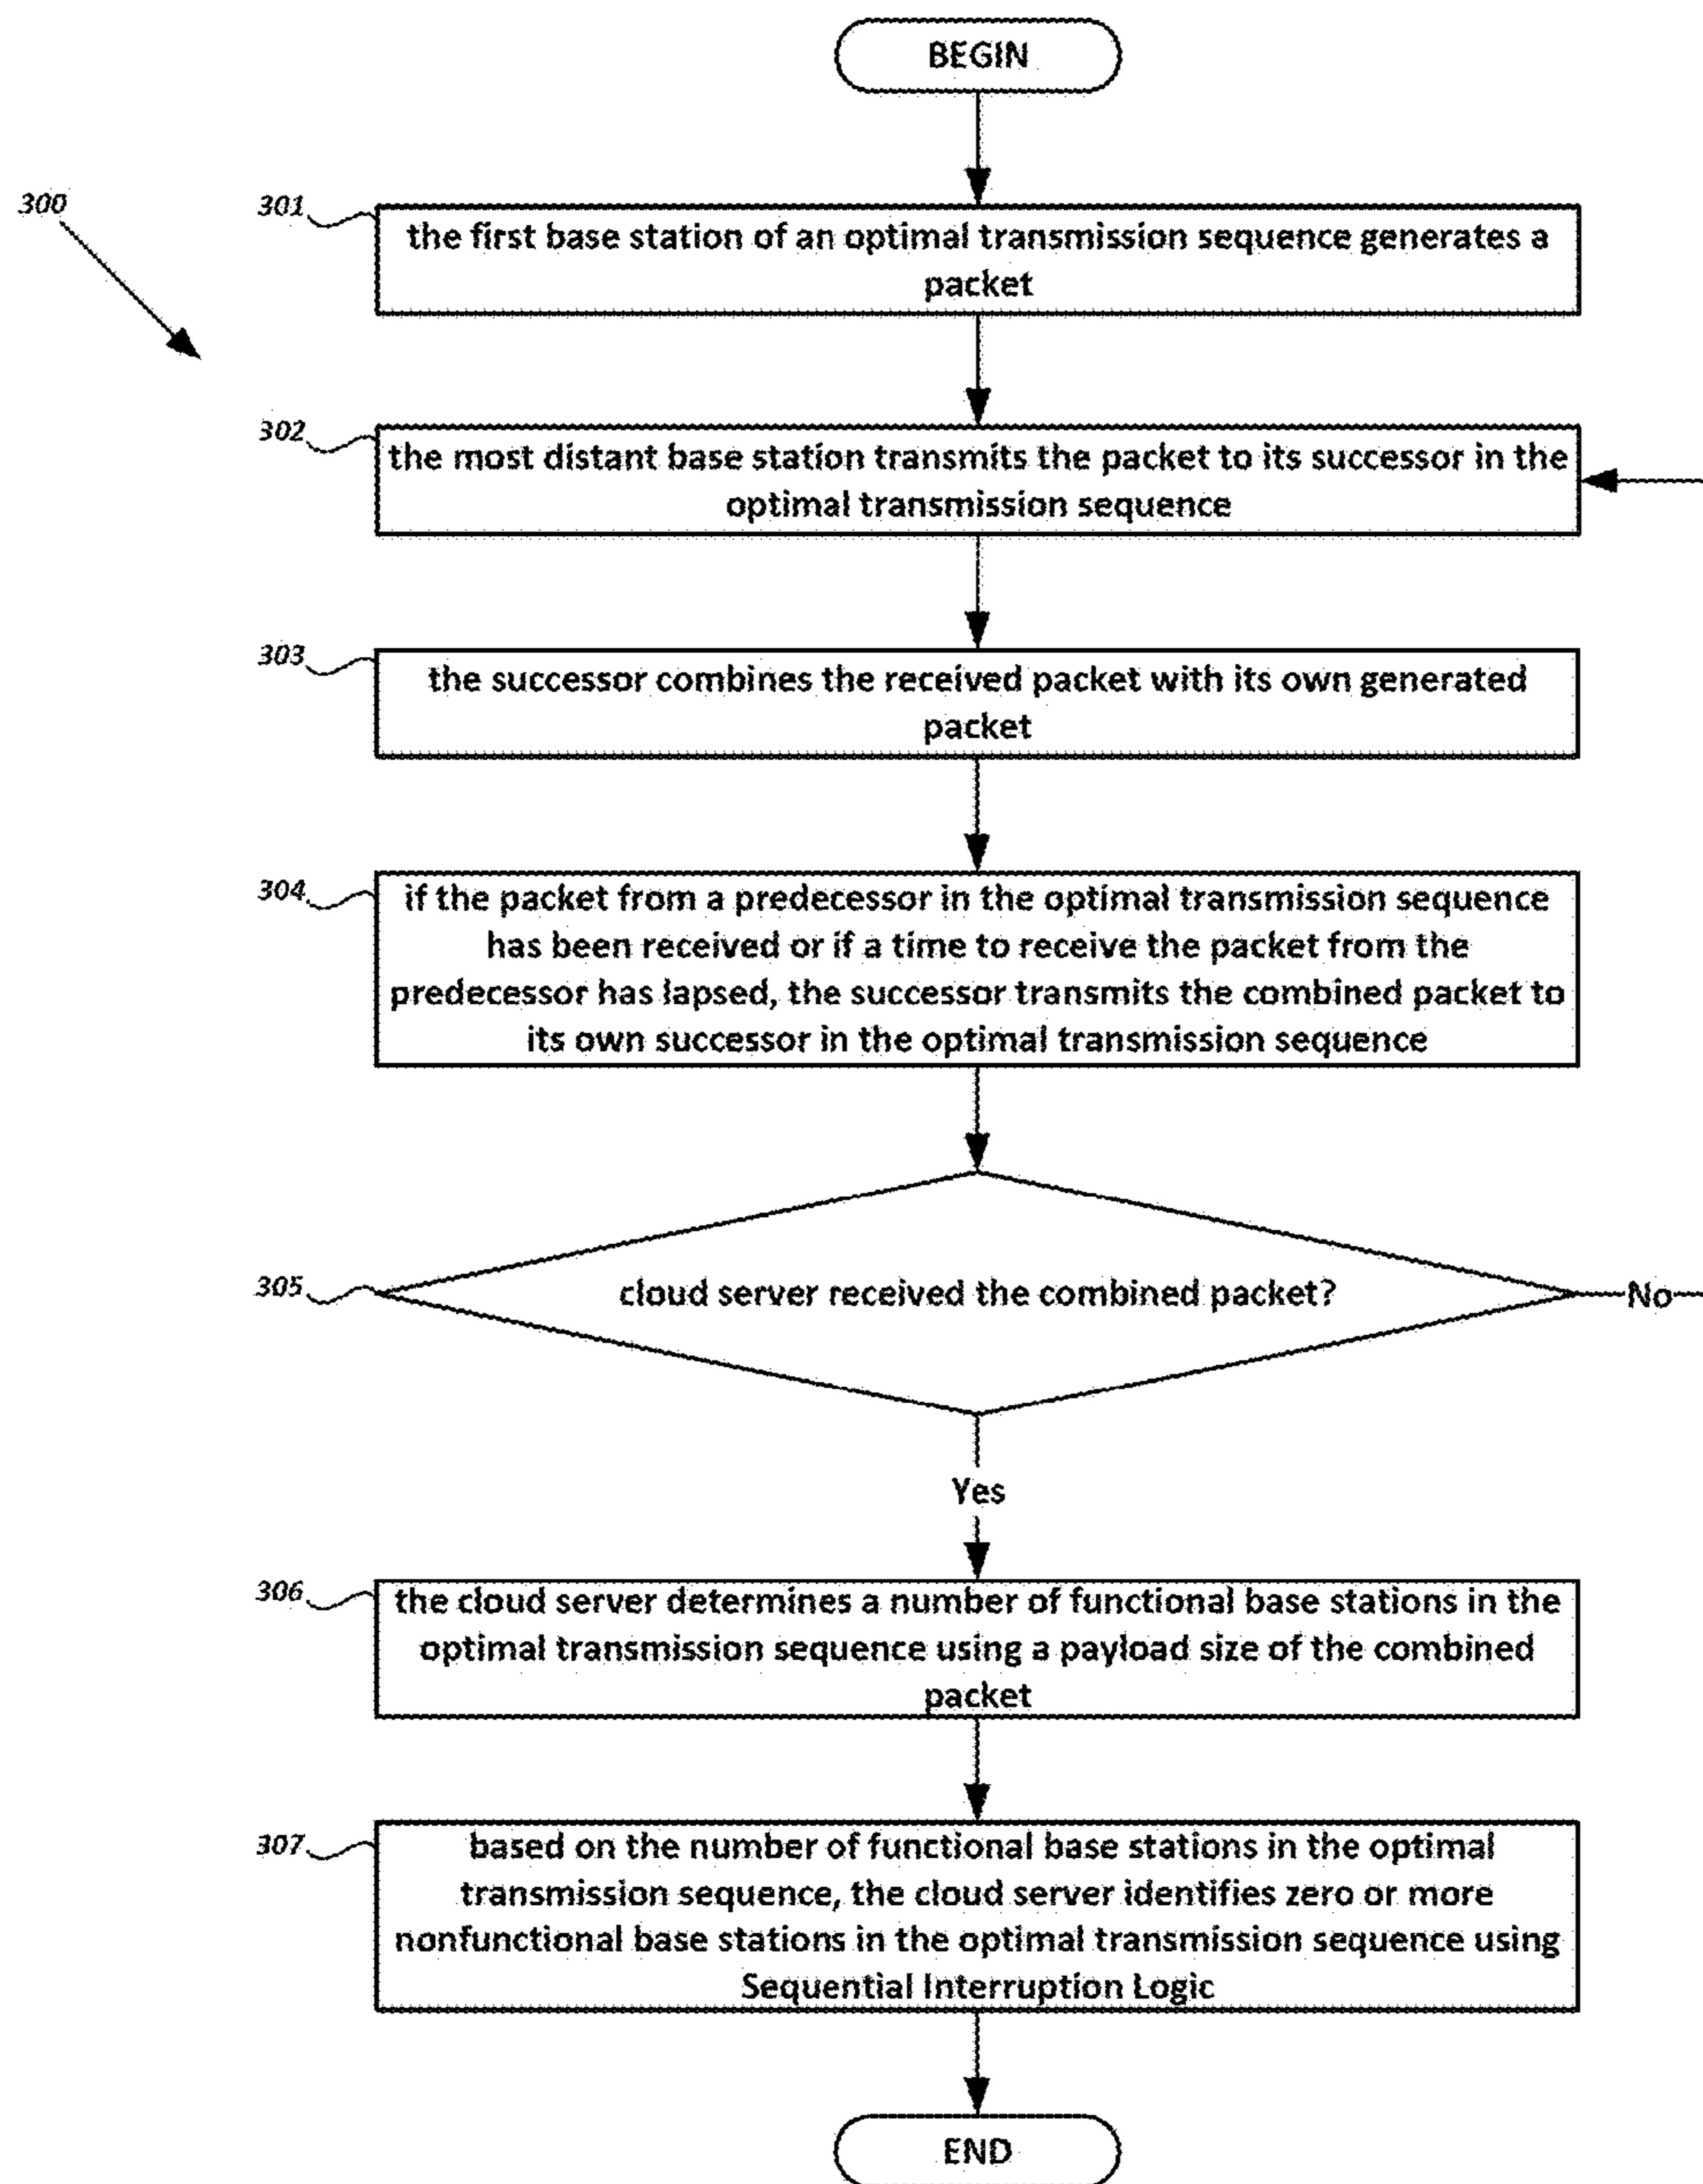 BEGIN
300
301
the first base station of an optimal transmission sequence generates a
packet
302
the most distant base station transmits the packet to its successor in the
optimal transmission sequence
303
the successor combines the received packet with its own generated
packet
304
if the packet from a predecessor in the optimal transmission sequence
has been received or if a time to receive the packet from the
predecessor has lapsed, the successor transmits the combined packet to
its own successor in the optimal transmission sequence
305
cloud server received the combined packet?
No
Yes
306
the cloud server determines a number of functional base stations in the
optimal transmission sequence using a payload size of the combined
packet
307
based on the number of functional base stations in the optimal
transmission sequence, the cloud server identifies zero or more
nonfunctional base stations in the optimal transmission sequence using
Sequential Interruption Logic
END